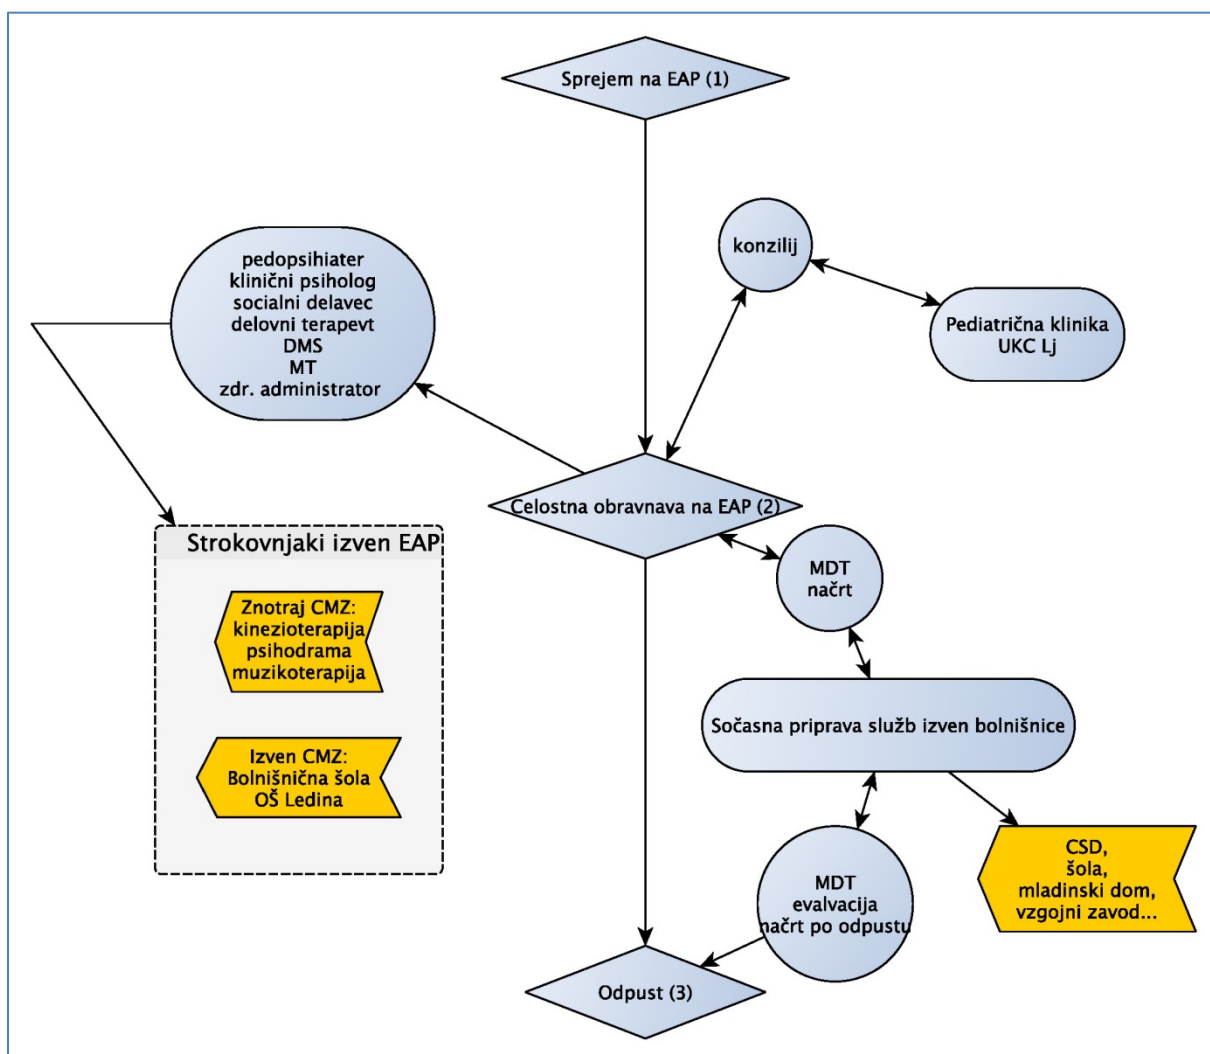 Sprejem na EAP (1)
konzilij
Pediatrična klinika
UKC Lj
pedopsihiater
klinični psiholog
socialni delavec
delovni terapevt
DMS
MT
zdr. administrator
Celostna obravnava na EAP (2)
Strokovnjaki izven EAP
Znotraj CMZ:
kinezioterapija
psihodrama
muzikoterapija
Izven CMZ:
Bolnišnična šola
OŠ Ledina
MDT
načrt
Sočasna priprava služb izven bolnišnice
MDT
evalvacija
načrt po odpustu
CSD,
šola,
mladinski dom,
vzgojni zavod...
Odpust (3)